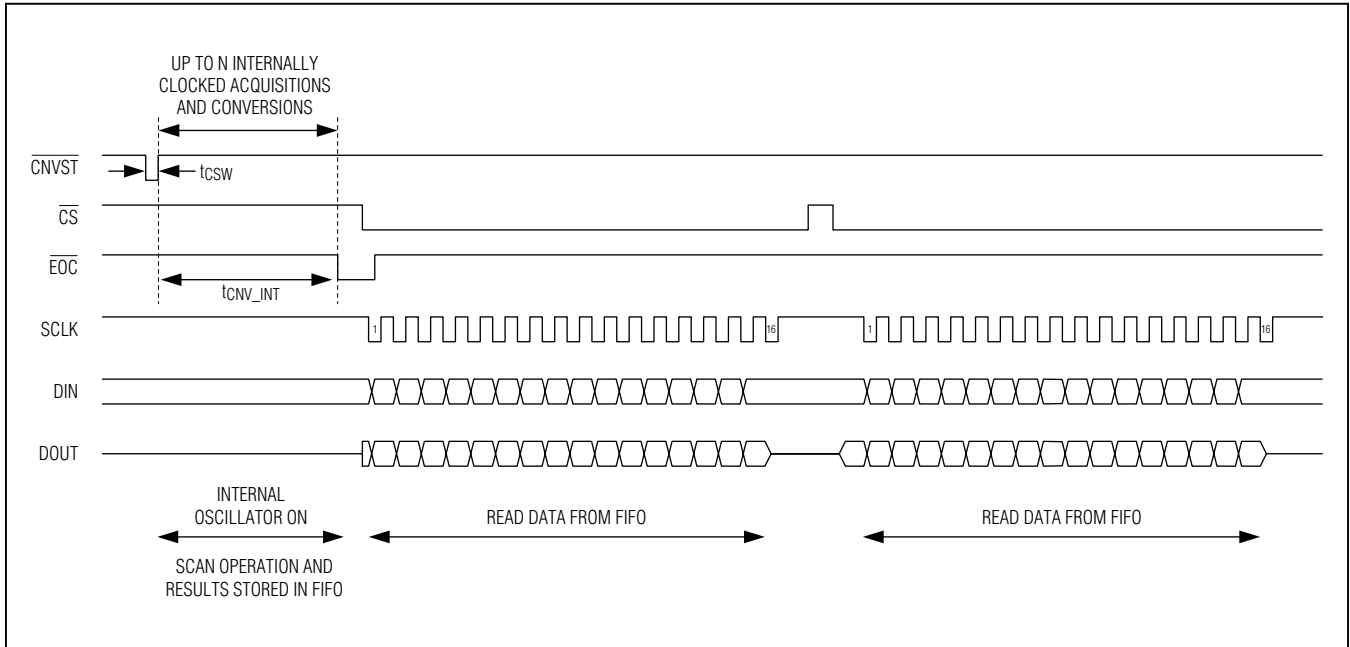 UP TO N INTERNALLY
CLOCKED ACQUISITIONS
AND CONVERSIONS
CNVST
tCSW
CS
EOC
tCNV_INT
SCLK
1
16
1
16
DIN
DOUT
INTERNAL
OSCILLATOR ON
READ DATA FROM FIFO
READ DATA FROM FIFO
SCAN OPERATION AND
RESULTS STORED IN FIFO